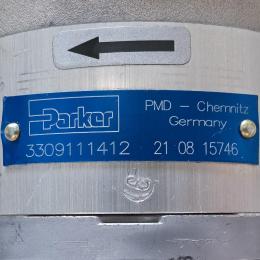 Parker
PMD - Chemnitz
Germany
3309111412 21 08 15746